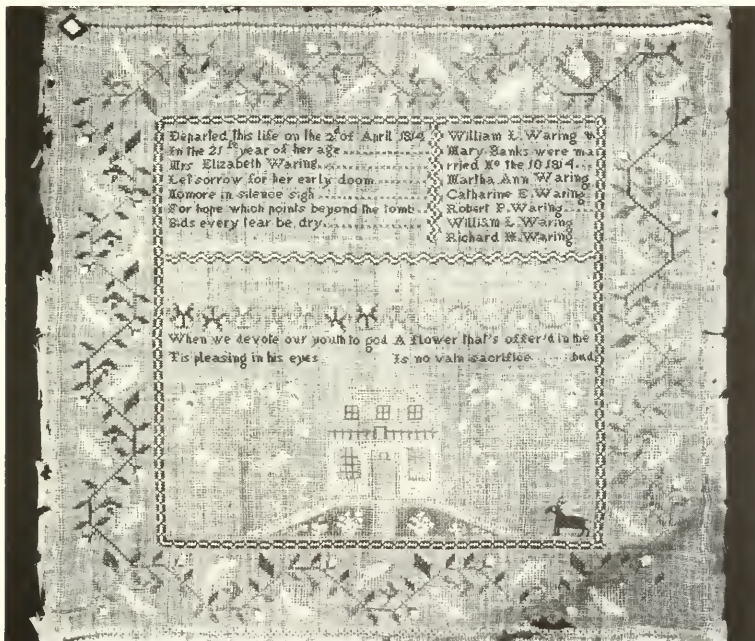 Departed this life on the 2d of April 1814
In the 21st year of her age
Mrs Elizabeth Waring
Let sorrow for her early doom
Nomore in silence sigh
For hope which points beyond the tomb
Bids every tear be dry
William L. Waring
Mary Banks were ma
rried the 10 1814
Martha Ann Waring
Catharine E. Waring
Robert P. Waring
William L. Waring
Richard H. Waring
When we devote our youth to god A flower that's offer'd in the
Tis pleasing in his eyes Is no vain sacrifice bud